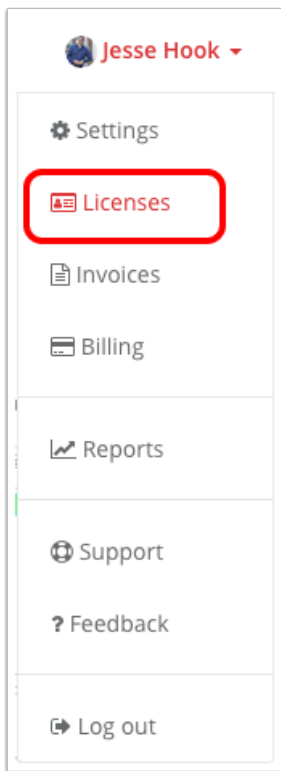 Jesse Hook
Settings
Licenses
Invoices
Billing
Reports
Support
? Feedback
Log out